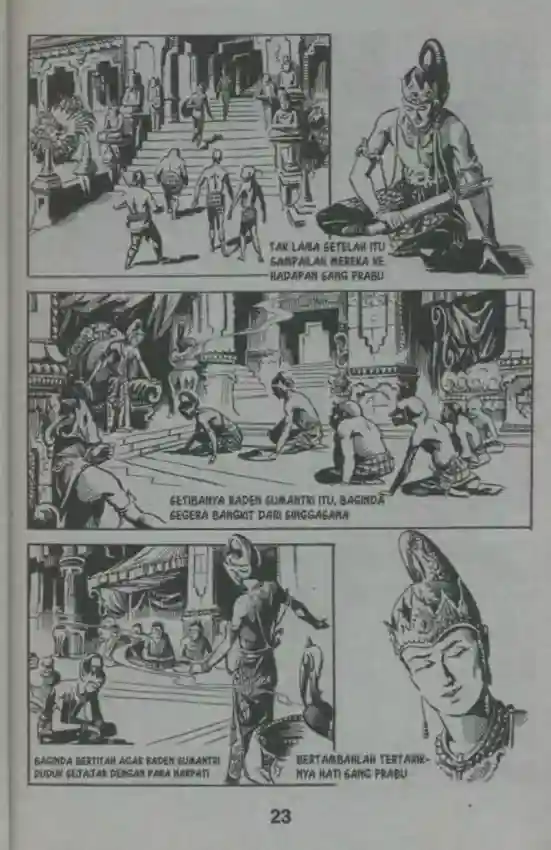 TAK LAMA SETELAH ITU
SAMPAILAH MEREKA KE
HADAPAN SANG PRABU
SETIBANYA RADEN SUMANTRI ITU, BAGINDA
SEGERA BANGKIT DARI SINGGASANA
BAGINDA BERTITAH AGAR RADEN SUMANTRI
DUDUK SEJAJAR DENGAN PARA NARPATI
BERTAMBAHLAH TERTARIK-
NYA HATI SANG PRABU
23